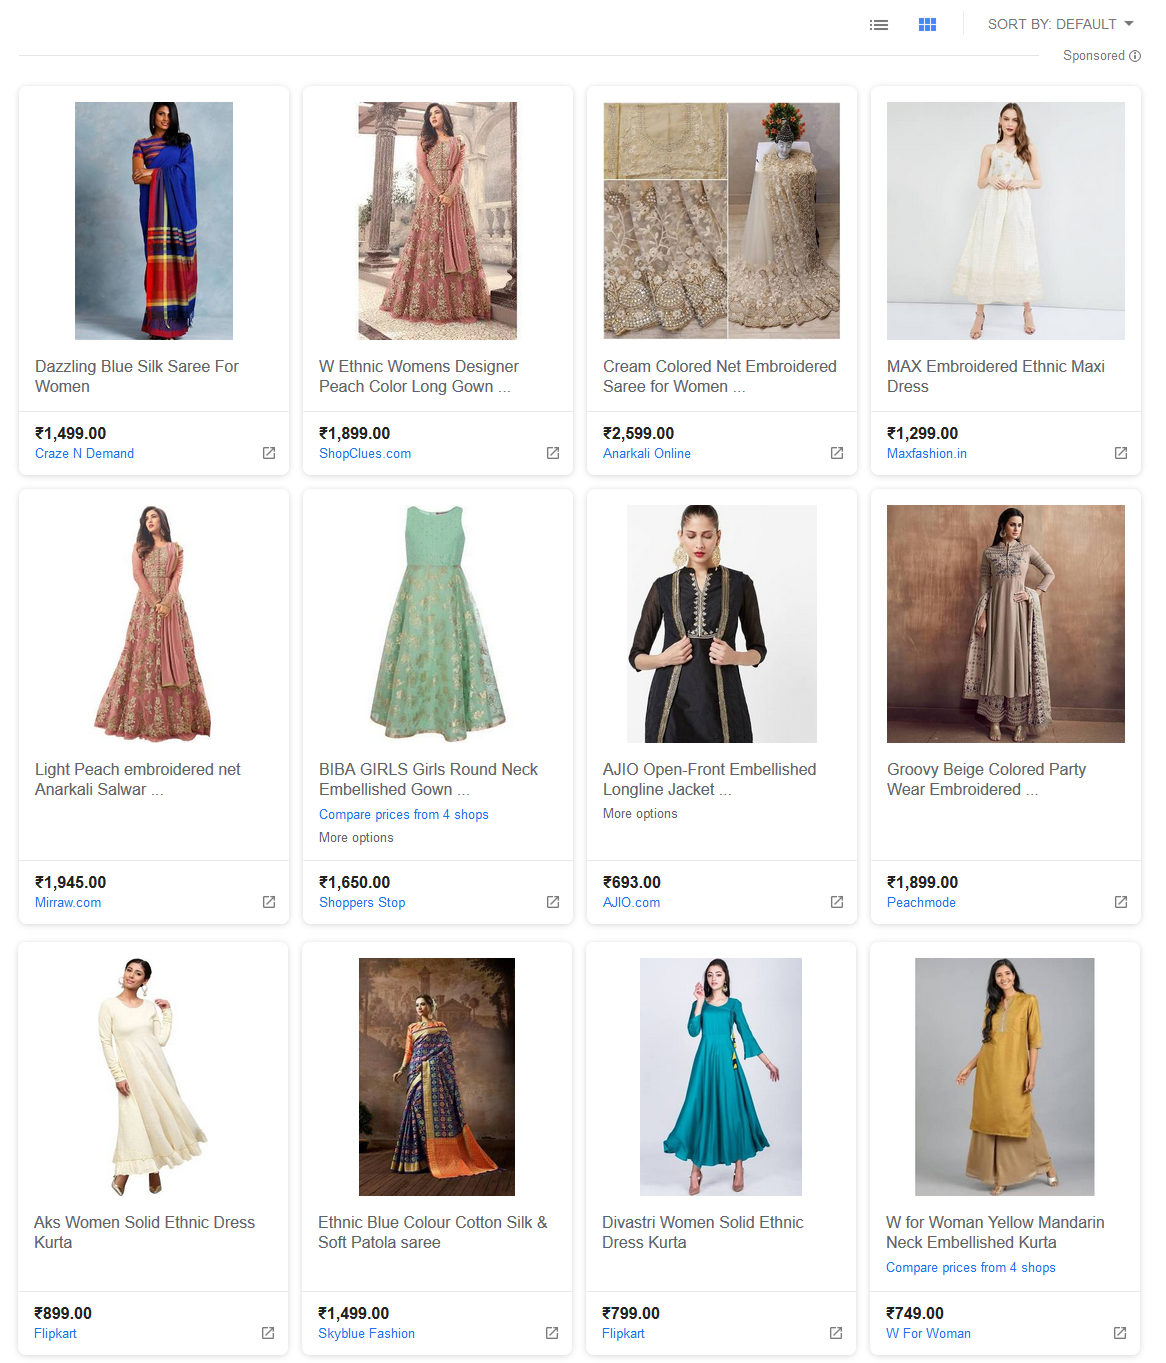 SORT BY: DEFAULT
Sponsored
Dazzling Blue Silk Saree For
Women
₹1,499.00
Craze N Demand
W Ethnic Womens Designer
Peach Color Long Gown ...
₹1,899.00
ShopClues.com
Cream Colored Net Embroidered
Saree for Women ...
₹2,599.00
Anarkali Online
MAX Embroidered Ethnic Maxi
Dress
₹1,299.00
Maxfashion.in
Light Peach embroidered net
Anarkali Salwar ...
₹1,945.00
Mirraw.com
BIBA GIRLS Girls Round Neck
Embellished Gown ...
Compare prices from 4 shops
More options
₹1,650.00
Shoppers Stop
AJIO Open-Front Embellished
Longline Jacket ...
More options
₹693.00
AJIO.com
Groovy Beige Colored Party
Wear Embroidered ...
₹1,899.00
Peachmode
Aks Women Solid Ethnic Dress
Kurta
₹899.00
Flipkart
Ethnic Blue Colour Cotton Silk &
Soft Patola saree
₹1,499.00
Skyblue Fashion
Divastri Women Solid Ethnic
Dress Kurta
₹799.00
Flipkart
W for Woman Yellow Mandarin
Neck Embellished Kurta
Compare prices from 4 shops
₹749.00
W For Woman